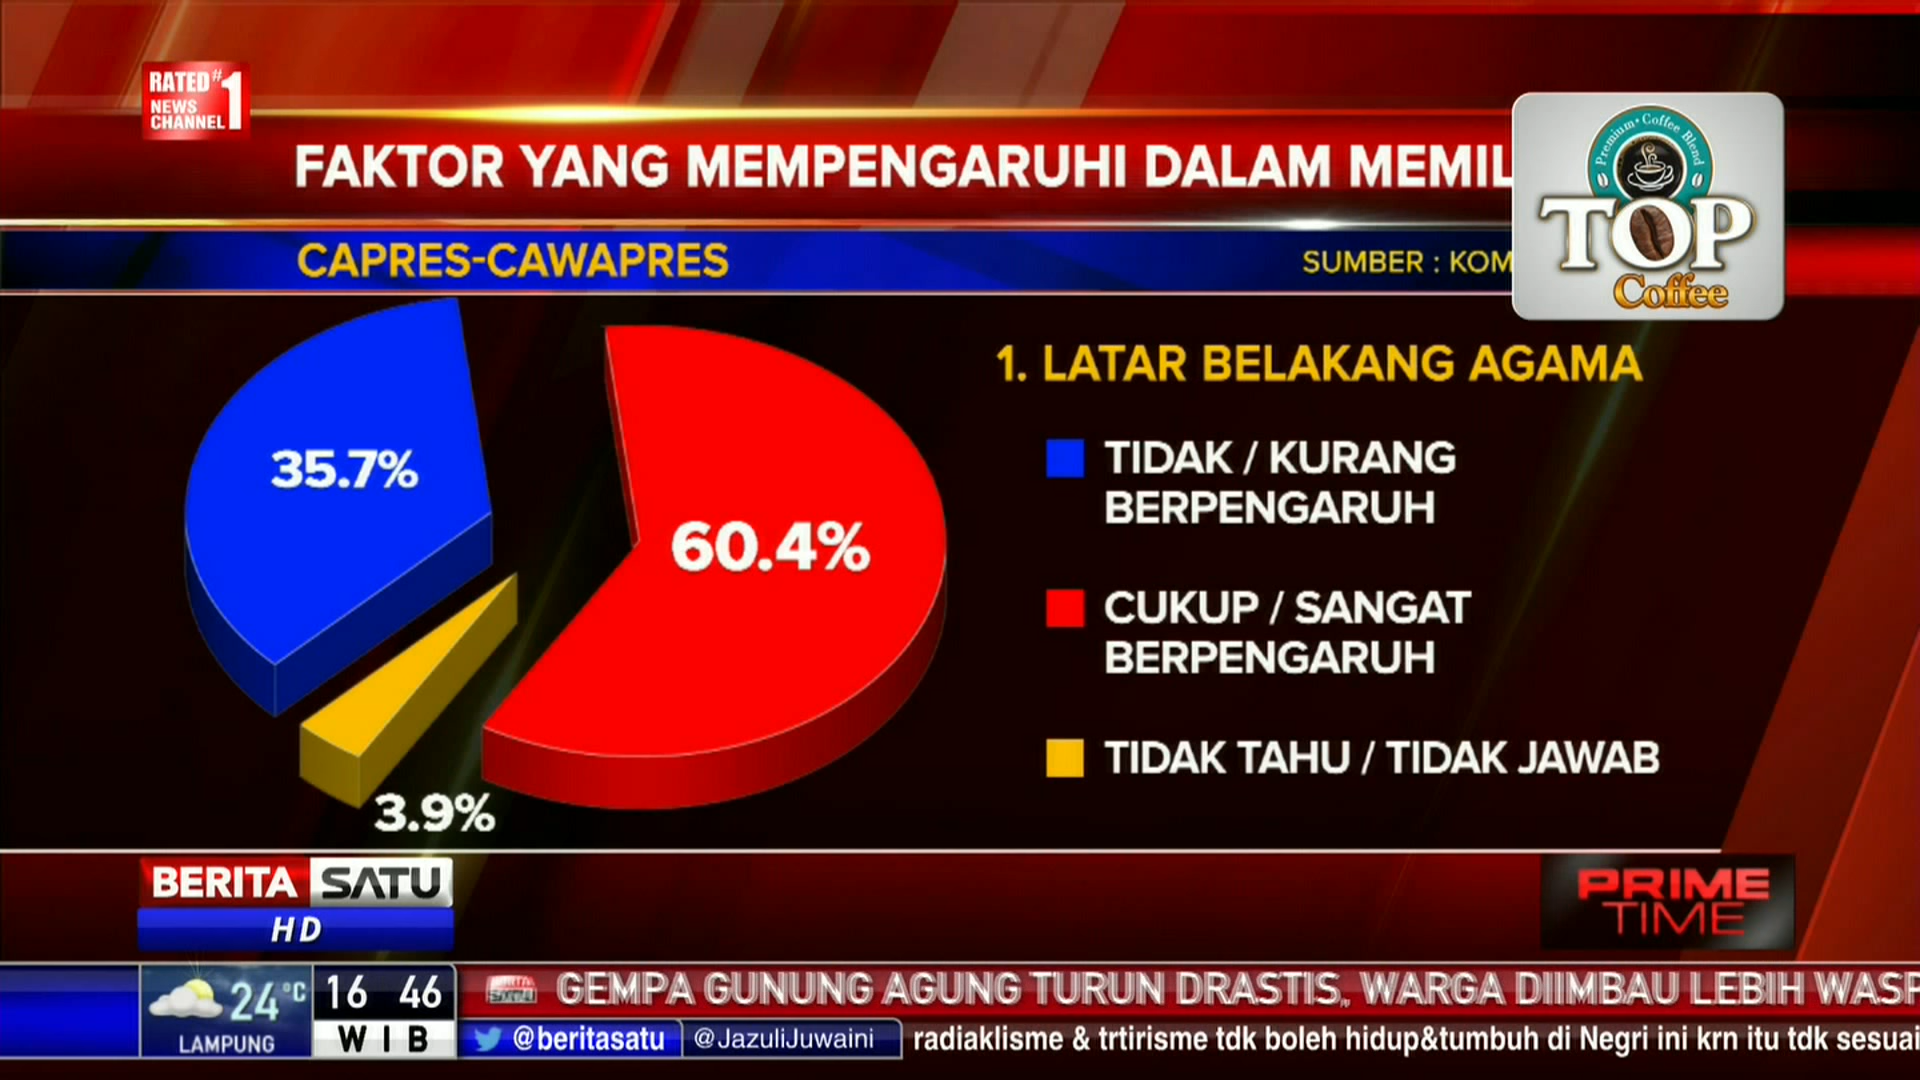 RATED #1
NEWS
CHANNEL
FAKTOR YANG MEMPENGARUHI DALAM MEMIL
Premium • Coffee Blend
TOP
Coffee
CAPRES-CAWAPRES
SUMBER : KOM
1. LATAR BELAKANG AGAMA
35.7%
60.4%
3.9%
TIDAK / KURANG
BERPENGARUH
CUKUP / SANGAT
BERPENGARUH
TIDAK TAHU / TIDAK JAWAB
BERITA SATU
HD
PRIME
TIME
24°C
LAMPUNG
16 46
WIB
GEMPA GUNUNG AGUNG TURUN DRASTIS, WARGA DIIMBAU LEBIH WASP
@beritasatu
@JazuliJuwaini
radiaklisme & trtirisme tdk boleh hidup&tumbuh di Negri ini krn itu tdk sesuai